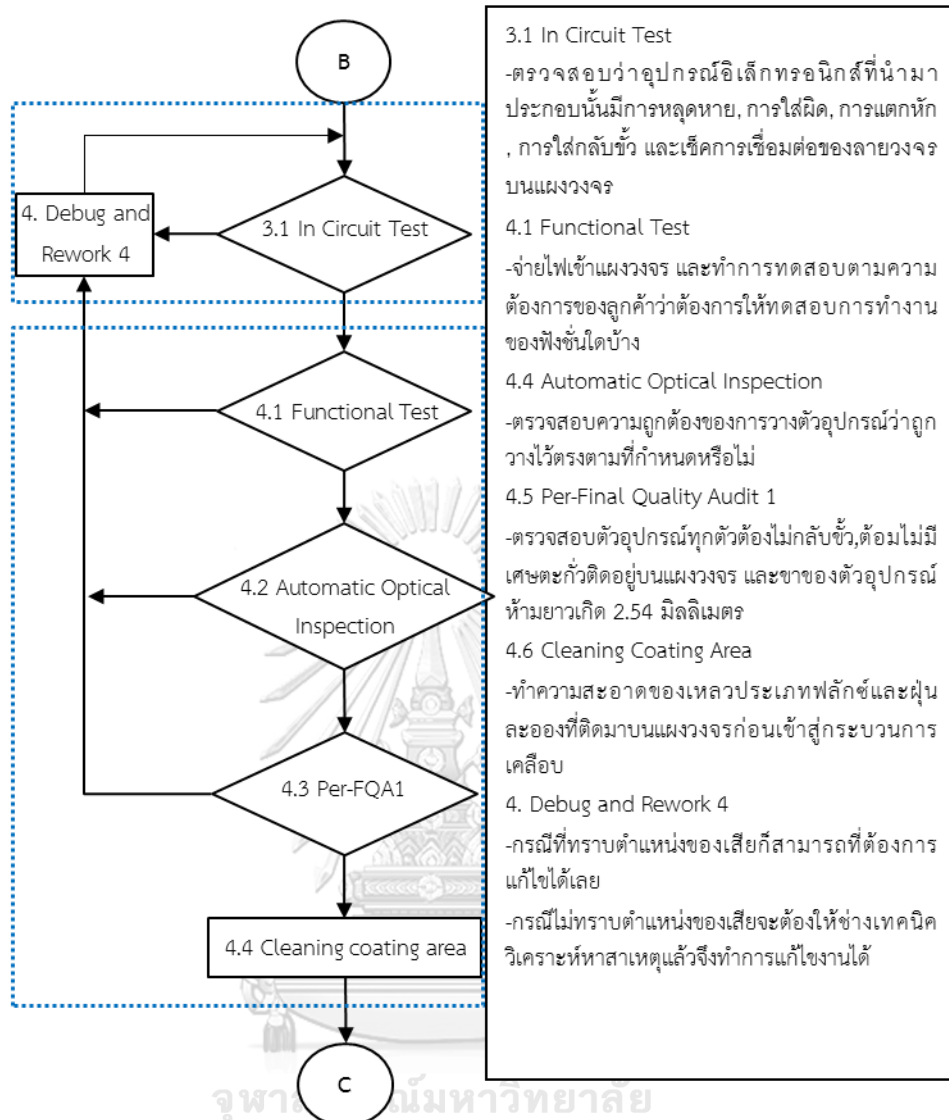 B
4. Debug and
Rework 4
3.1 In Circuit Test
4.1 Functional Test
4.2 Automatic Optical
Inspection
4.3 Per-FQA1
4.4 Cleaning coating area
C
3.1 In Circuit Test
-ตรวจสอบว่าอุปกรณ์อิเล็กทรอนิกส์ที่นำมา
ประกอบนั้นมีการหลุดหาย, การใส่ผิด, การแตกหัก
, การใส่กลับขั้ว และเช็คการเชื่อมต่อของลายวงจร
บนแผงวงจร
4.1 Functional Test
-จ่ายไฟเข้าแผงวงจร และทำการทดสอบตามความ
ต้องการของลูกค้าว่าต้องการให้ทดสอบการทำงาน
ของฟังชั่นใดบ้าง
4.4 Automatic Optical Inspection
-ตรวจสอบความถูกต้องของการวางตัวอุปกรณ์ว่าถูก
วางไว้ตรงตามที่กำหนดหรือไม่
4.5 Per-Final Quality Audit 1
-ตรวจสอบตัวอุปกรณ์ทุกตัวต้องไม่กลับขั้ว,ต้อมไม่มี
เศษตะกั่วติดอยู่บนแผงวงจร และขาของตัวอุปกรณ์
ห้ามยาวเกิด 2.54 มิลลิเมตร
4.6 Cleaning Coating Area
-ทำความสะอาดของเหลวประเภทฟลักซ์และฝุ่น
ละอองที่ติดมาบนแผงวงจรก่อนเข้าสู่กระบวนการ
เคลือบ
4. Debug and Rework 4
-กรณีที่ทราบตำแหน่งของเสียก็สามารถที่ต้องการ
แก้ไขได้เลย
-กรณีไม่ทราบตำแหน่งของเสียจะต้องให้ช่างเทคนิค
วิเคราะห์หาสาเหตุแล้วจึงทำการแก้ไขงานได้